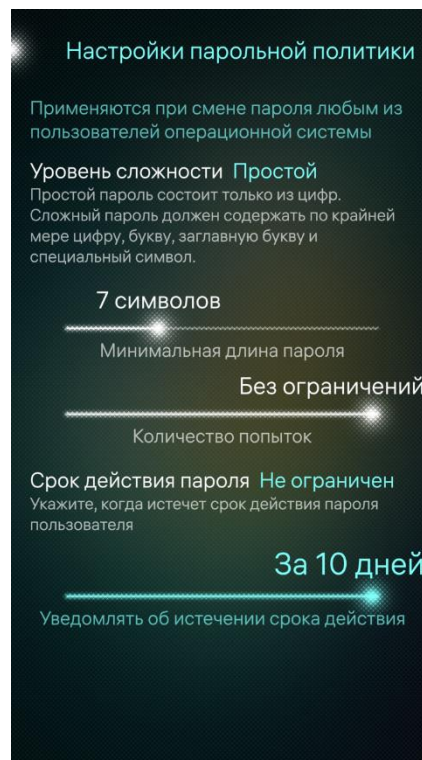 Настройки парольной политики
Применяются при смене пароля любым из
пользователей операционной системы
Уровень сложности Простой
Простой пароль состоит только из цифр.
Сложный пароль должен содержать по крайней
мере цифру, букву, заглавную букву и
специальный символ.
7 символов
Минимальная длина пароля
Без ограничений
Количество попыток
Срок действия пароля Не ограничен
Укажите, когда истечет срок действия пароля
пользователя
За 10 дней
Уведомлять об истечении срока действия